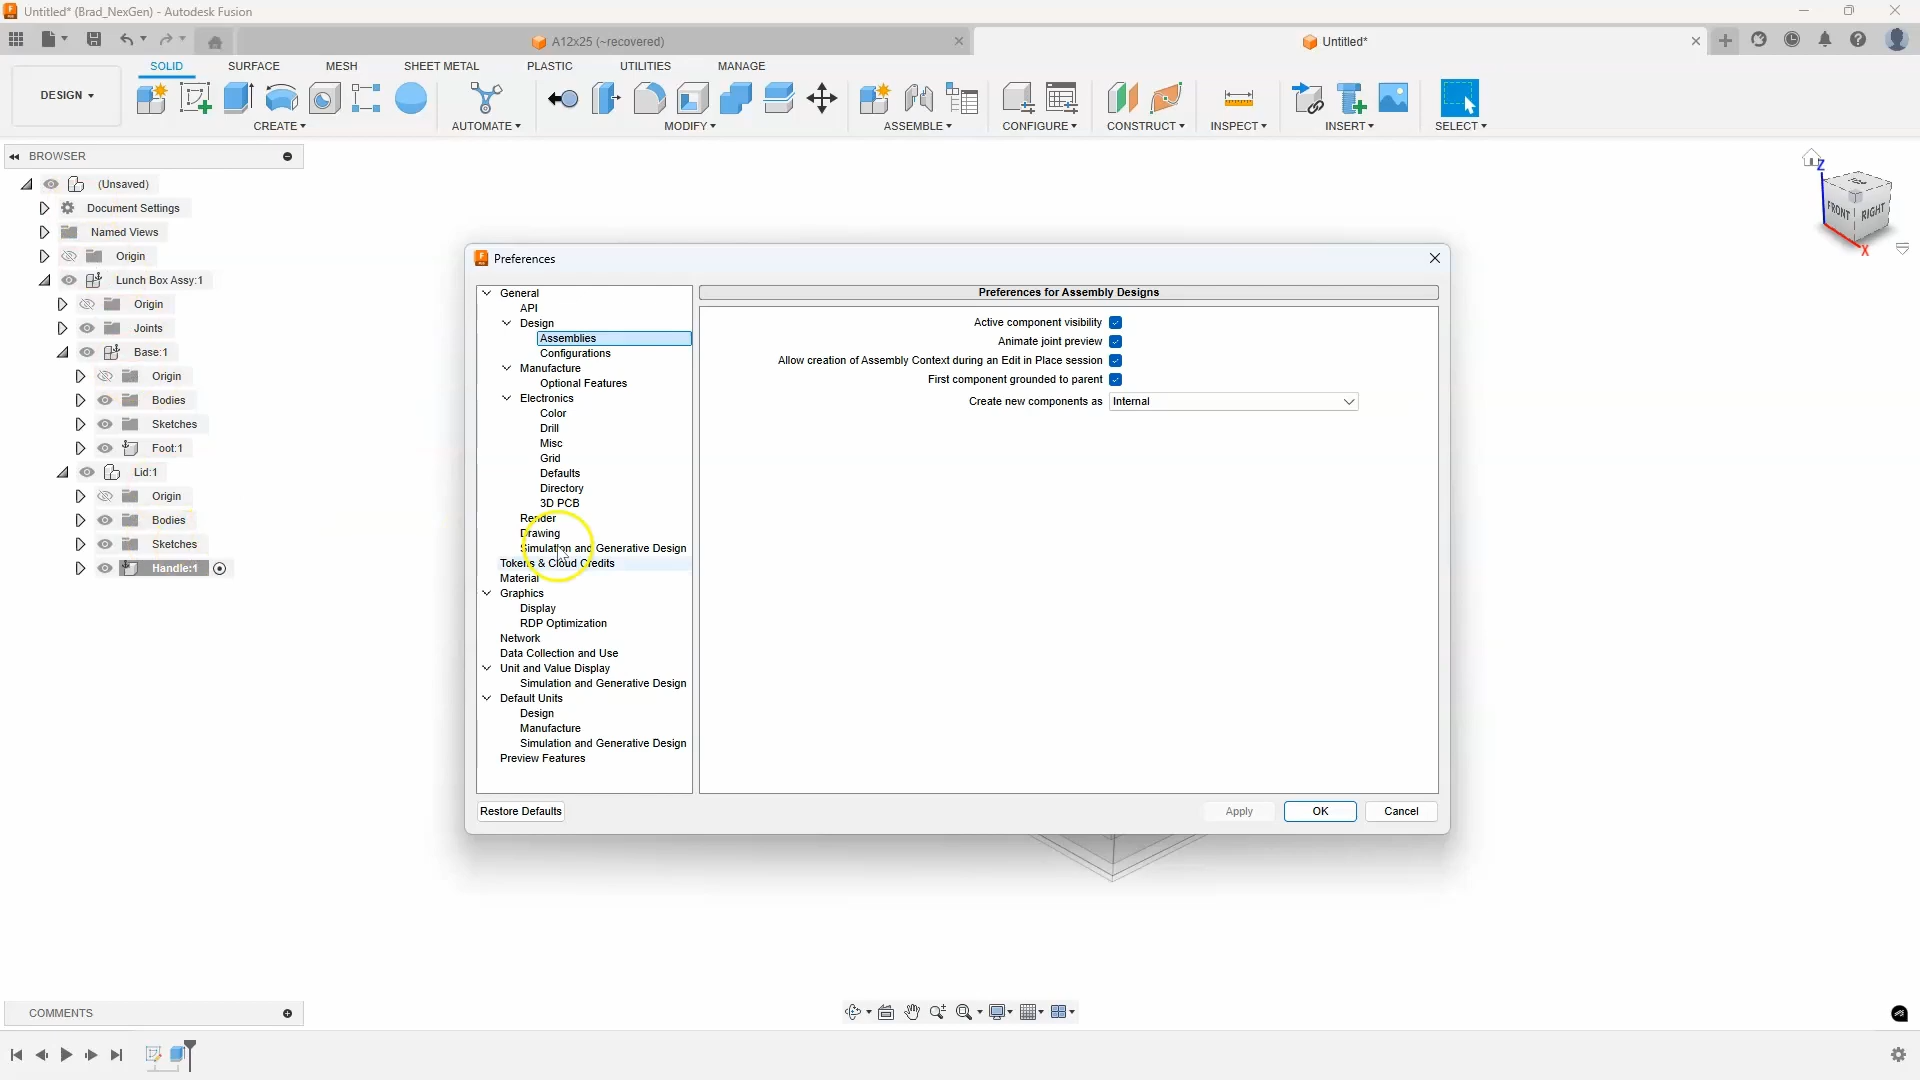 Untitled* (Brad_NexGen) - Autodesk Fusion
A12x25 (~recovered)
Untitled*
SOLID SURFACE MESH SHEET METAL PLASTIC UTILITIES MANAGE
DESIGN
CREATE AUTOMATE MODIFY ASSEMBLE CONFIGURE CONSTRUCT INSPECT INSERT SELECT
BROWSER
(Unsaved)
Document Settings
Named Views
Origin
Lunch Box Assy:1
Origin
Joints
Base:1
Origin
Bodies
Sketches
Foot:1
Lid:1
Origin
Bodies
Sketches
Handle:1
Z
FRONT RIGHT
X
Preferences
General
API
Design
Assemblies
Configurations
Manufacture
Optional Features
Electronics
Color
Drill
Misc
Grid
Defaults
Directory
3D PCB
Render
Drawing
Simulation and Generative Design
Tokens & Cloud Credits
Material
Graphics
Display
RDP Optimization
Network
Data Collection and Use
Unit and Value Display
Simulation and Generative Design
Default Units
Design
Manufacture
Simulation and Generative Design
Preview Features
Preferences for Assembly Designs
Active component visibility
Animate joint preview
Allow creation of Assembly Context during an Edit in Place session
First component grounded to parent
Create new components as Internal
Restore Defaults
Apply OK Cancel
COMMENTS